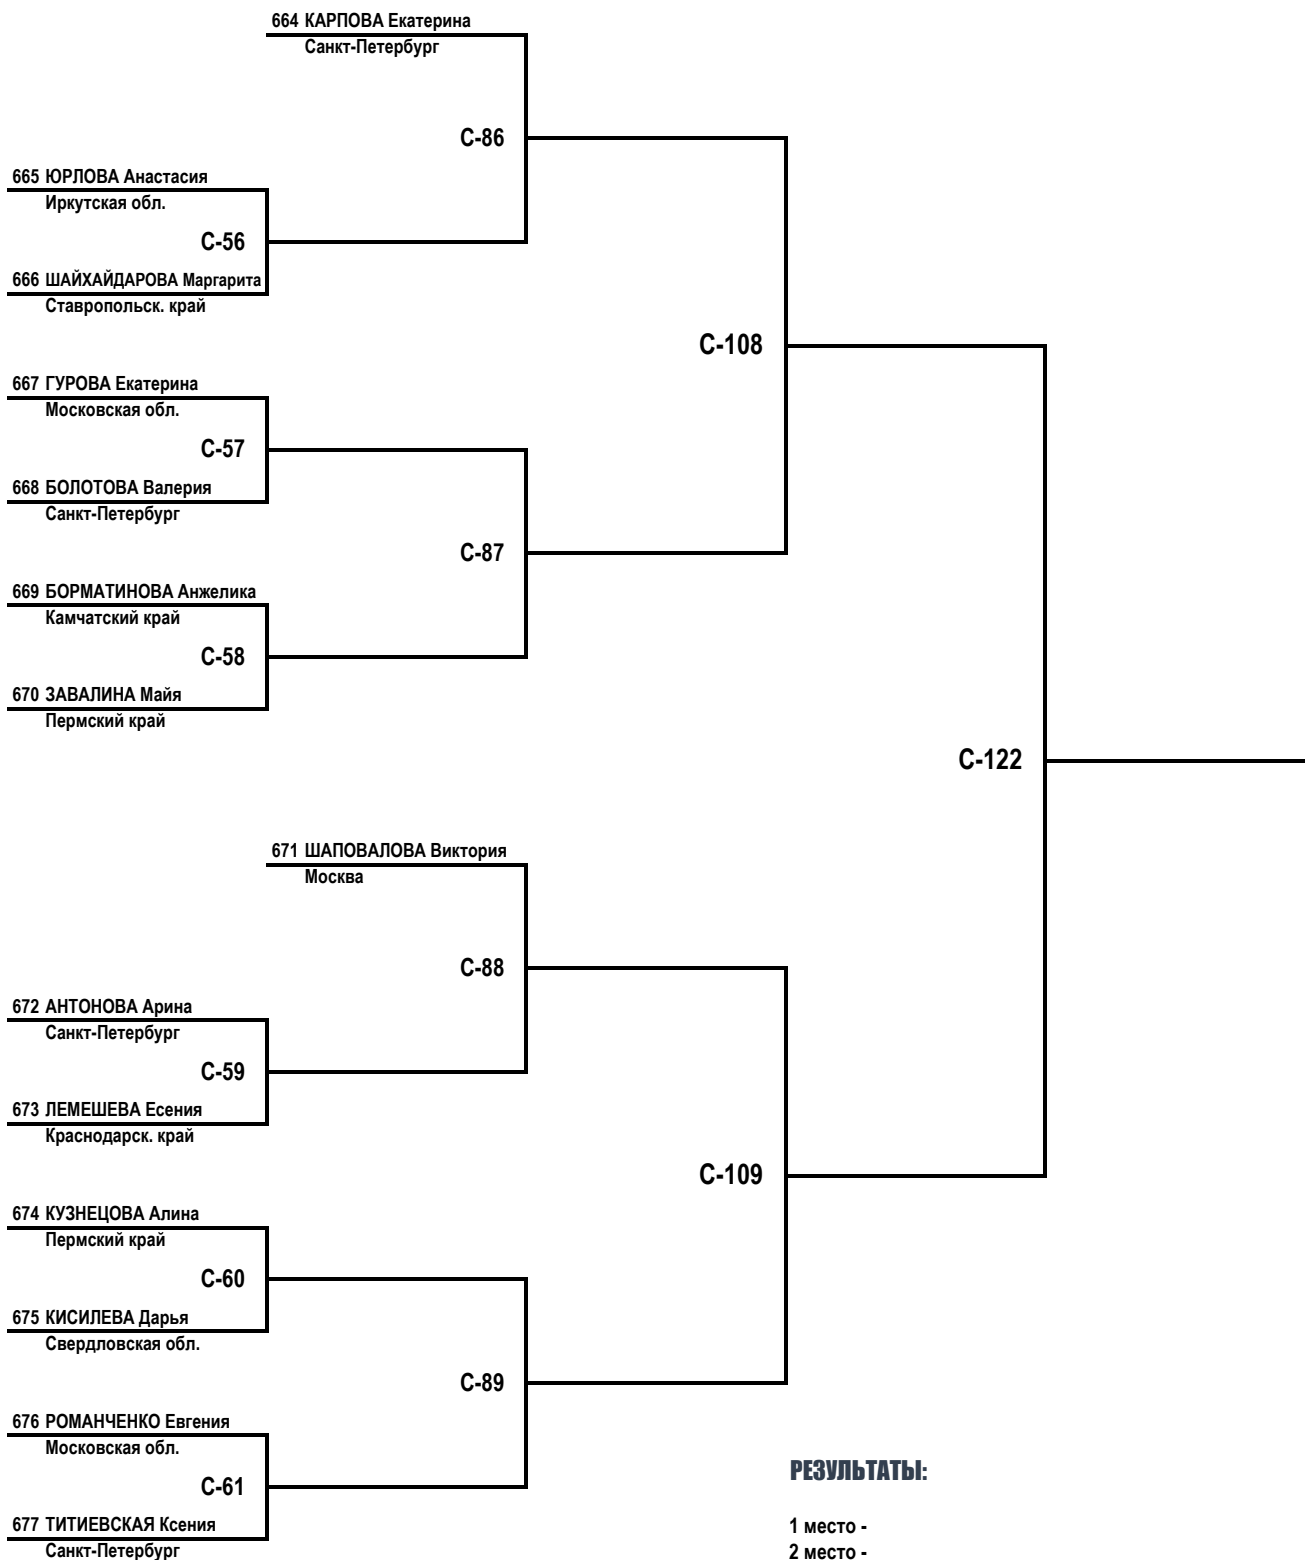 664 КАРПОВА Екатерина
Санкт-Петербург
С-86
665 ЮРЛОВА Анастасия
Иркутская обл.
С-56
666 ШАЙХАЙДАРОВА Маргарита
Ставропольск. край
С-108
667 ГУРОВА Екатерина
Московская обл.
С-57
668 БОЛОТОВА Валерия
Санкт-Петербург
С-87
669 БОРМАТИНОВА Анжелика
Камчатский край
С-58
670 ЗАВАЛИНА Майя
Пермский край
С-122
671 ШАПОВАЛОВА Виктория
Москва
С-88
672 АНТОНОВА Арина
Санкт-Петербург
С-59
673 ЛЕМЕШЕВА Есения
Краснодарск. край
С-109
674 КУЗНЕЦОВА Алина
Пермский край
С-60
675 КИСИЛЕВА Дарья
Свердловская обл.
С-89
676 РОМАНЧЕНКО Евгения
Московская обл.
С-61
677 ТИТИЕВСКАЯ Ксения
Санкт-Петербург
РЕЗУЛЬТАТЫ:
1 место -
2 место -